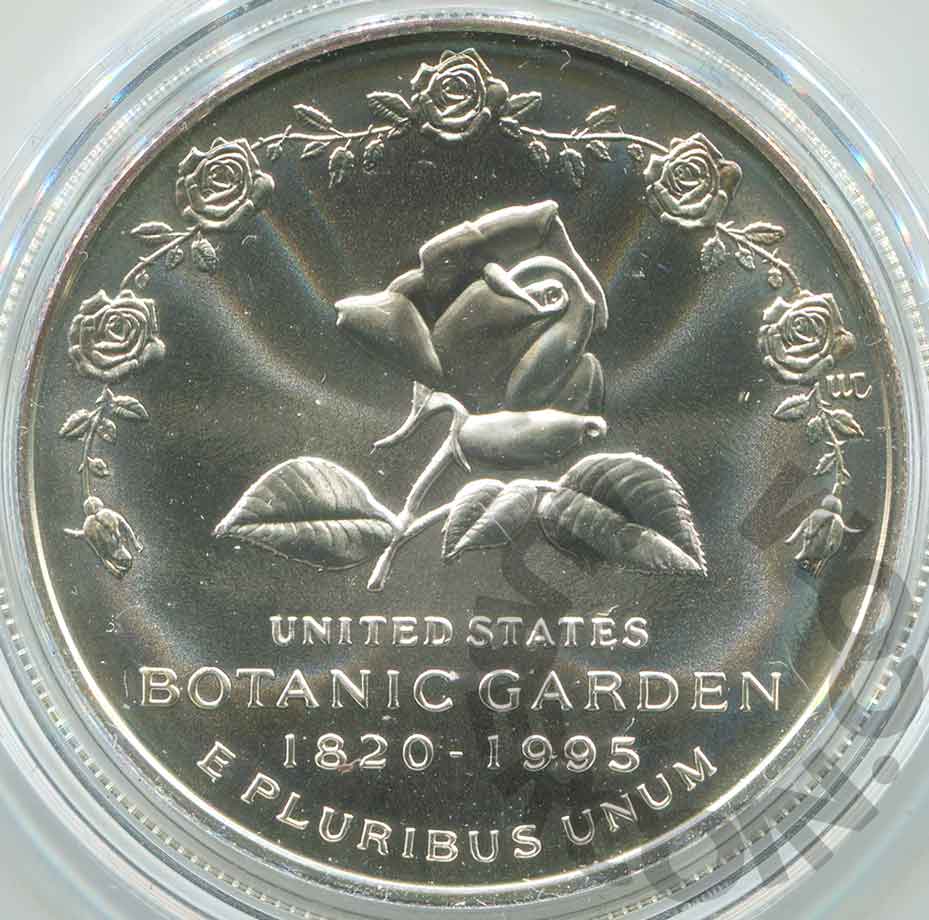 UNITED STATES
BOTANIC GARDEN
1820-1995
E PLURIBUS UNUM